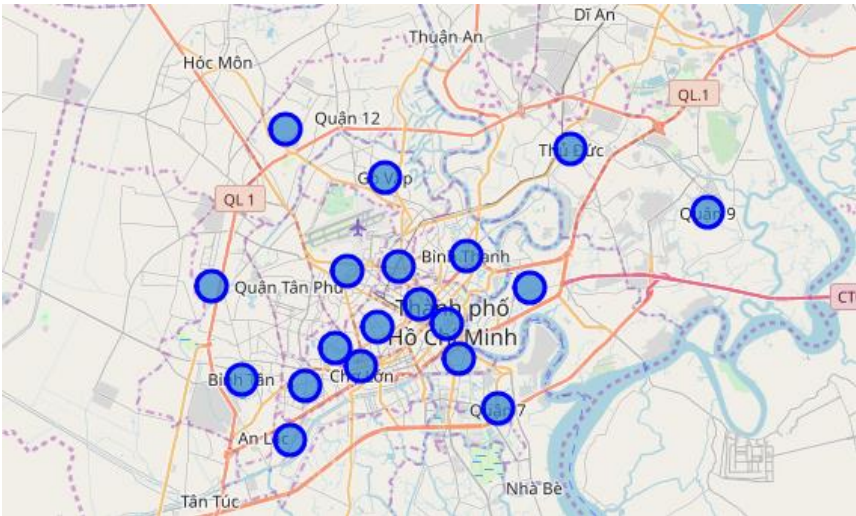 Dĩ An
Thuận An
Hóc Môn
QL.1
Quận 12
Thủ Đức
Gò Vấp
QL 1
Quận 9
Bình Thạnh
Quận Tân Phú
CT
Thành phố
Hồ Chí Minh
Chợ Lớn
Bình Tân
Quận 7
An Lạc
Nhà Bè
Tân Túc